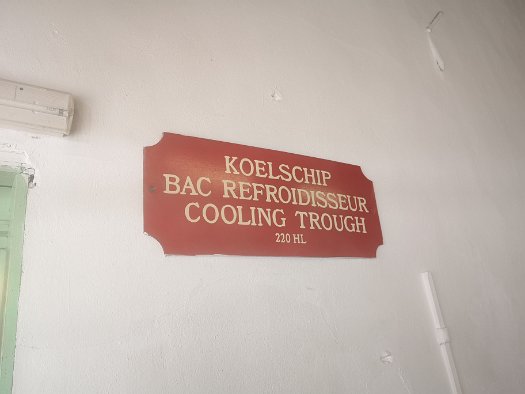 KOELSCHIP
BAC REFROIDISSEUR
COOLING TROUGH
220 HL